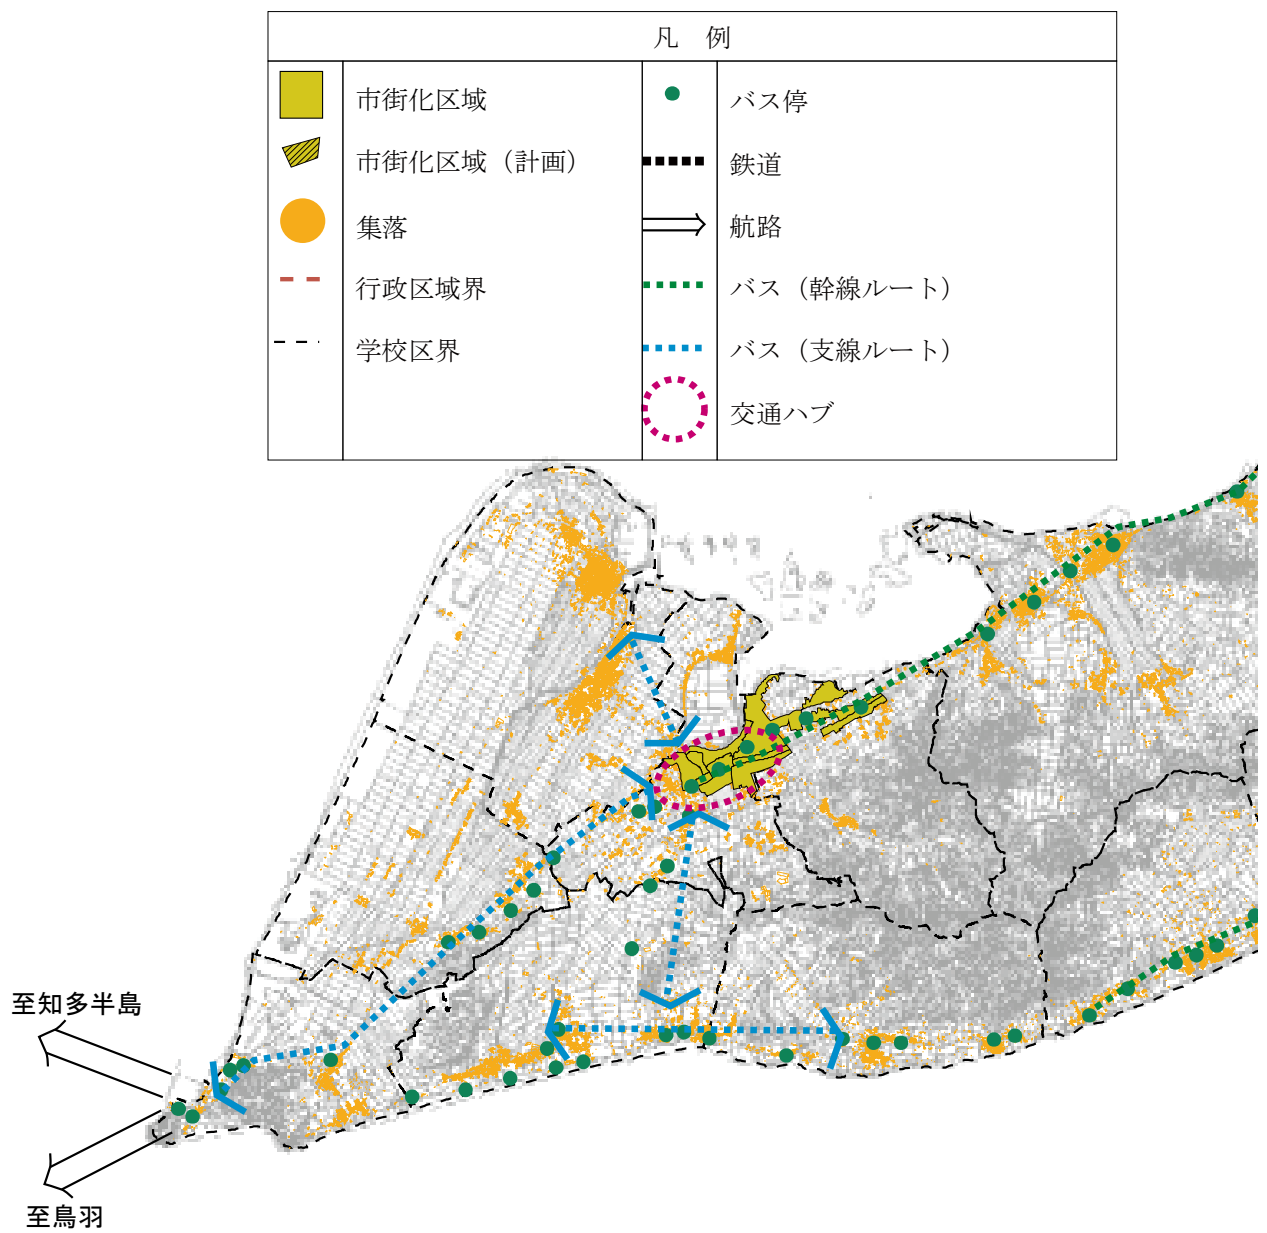 凡 例
市街化区域
市街化区域(計画)
集落
行政区域界
学校区界
バス停
鉄道
航路
バス(幹線ルート)
バス(支線ルート)
交通ハブ
至知多半島
至鳥羽